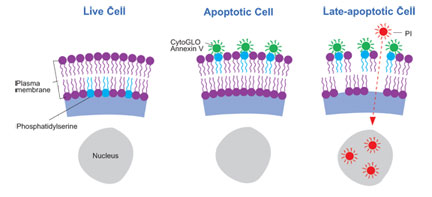 Live Cell
Apoptotic Cell
Late-apoptotic Cell
CytoGLO
Annexin V
PI
Plasma
membrane
Phosphatidylserine
Nucleus